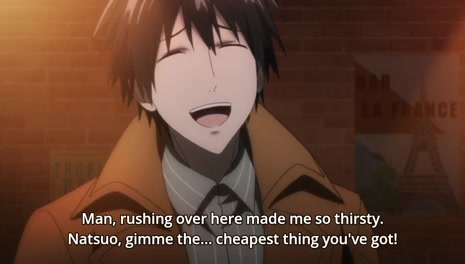 BAR
LA FRANCE
Man, rushing over here made me so thirsty.
Natsuo, gimme the... cheapest thing you've got!